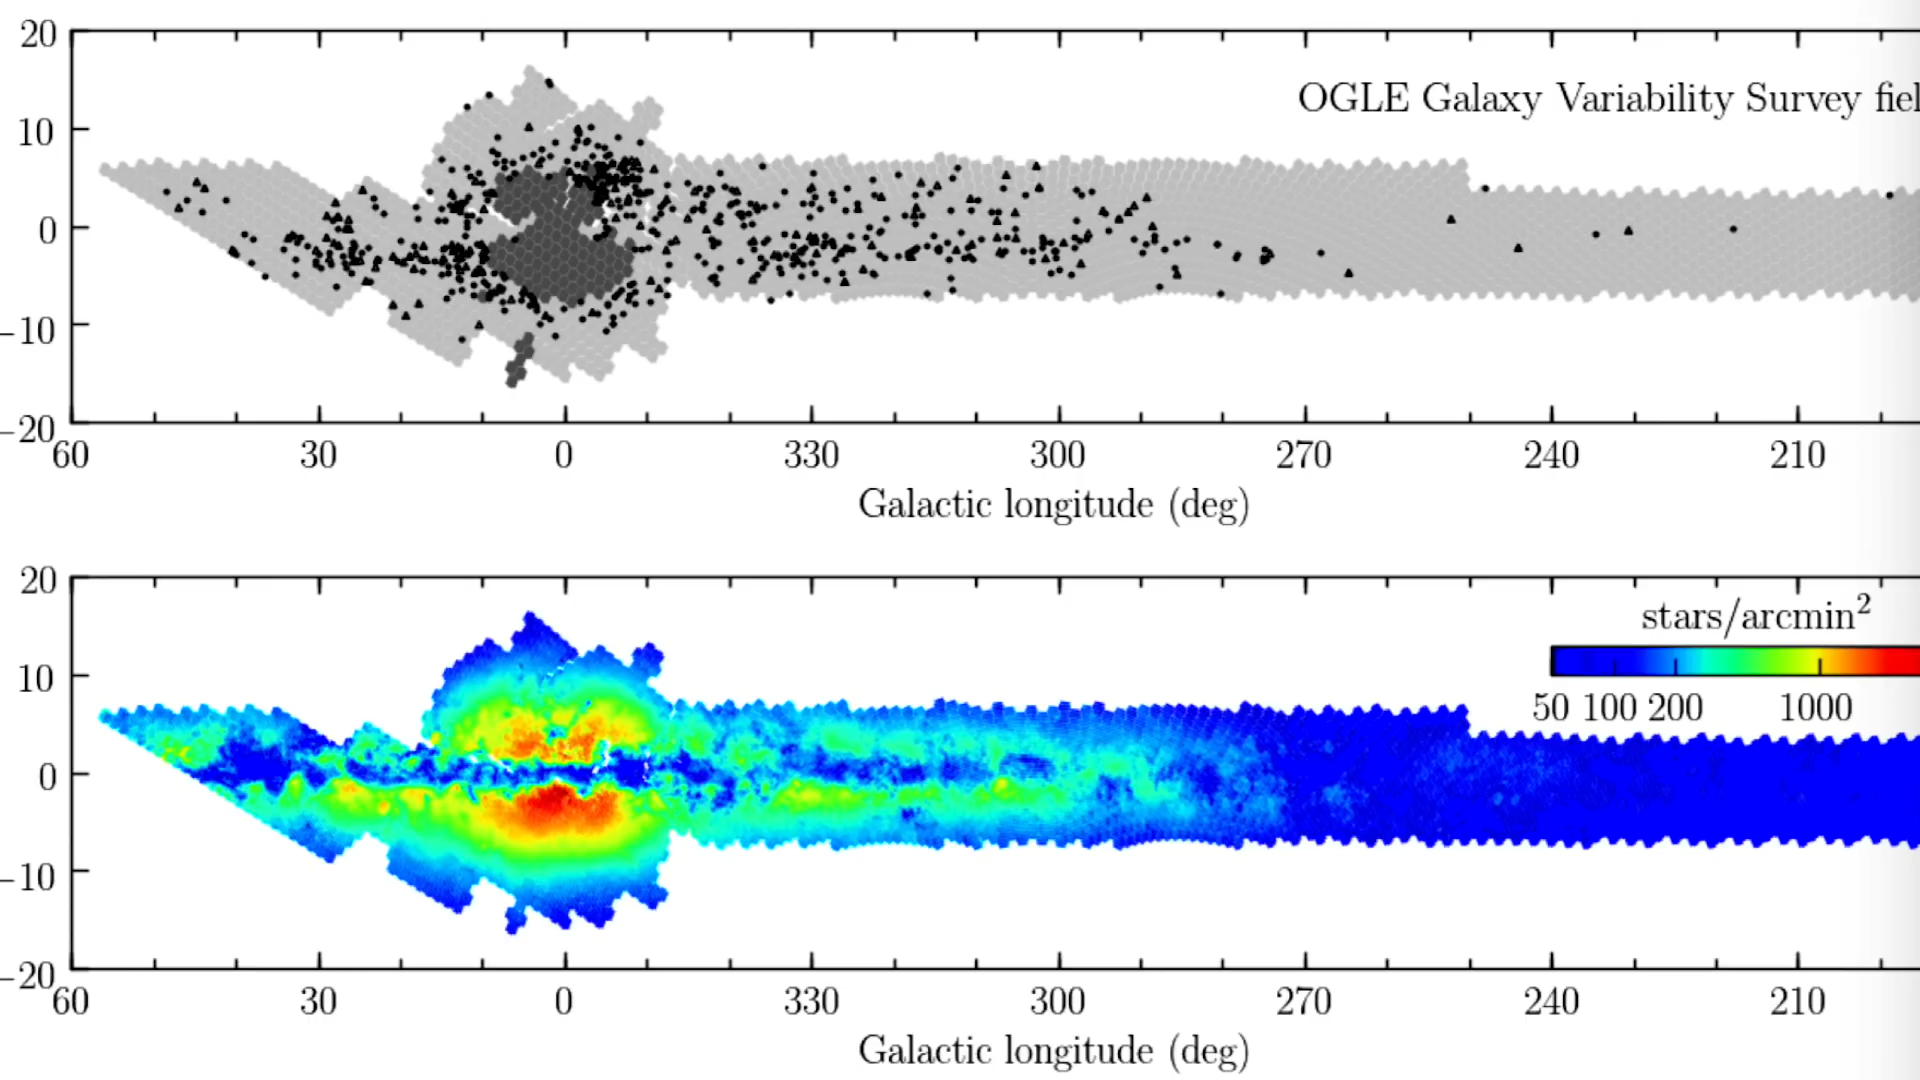 20
OGLE Galaxy Variability Survey fiel
10
0
−10
−20
60 30 0 330 300 270 240 210
Galactic longitude (deg)
20
stars/arcmin²
10
50 100 200 1000
0
−10
−20
60 30 0 330 300 270 240 210
Galactic longitude (deg)